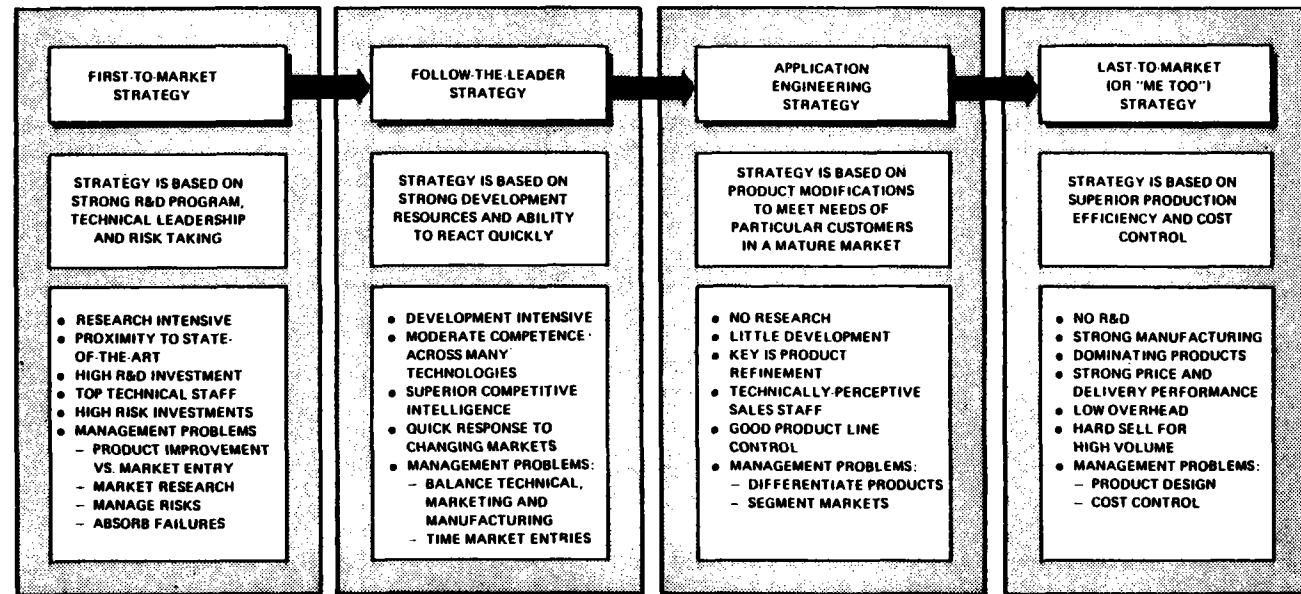 FIRST-TO-MARKET
STRATEGY
STRATEGY IS BASED ON
STRONG R&D PROGRAM,
TECHNICAL LEADERSHIP
AND RISK TAKING
● RESEARCH INTENSIVE
● PROXIMITY TO STATE-
OF-THE-ART
● HIGH R&D INVESTMENT
● TOP TECHNICAL STAFF
● HIGH RISK INVESTMENTS
● MANAGEMENT PROBLEMS
– PRODUCT IMPROVEMENT
VS. MARKET ENTRY
– MARKET RESEARCH
– MANAGE RISKS
– ABSORB FAILURES
FOLLOW-THE-LEADER
STRATEGY
STRATEGY IS BASED ON
STRONG DEVELOPMENT
RESOURCES AND ABILITY
TO REACT QUICKLY
● DEVELOPMENT INTENSIVE
● MODERATE COMPETENCE
ACROSS MANY
TECHNOLOGIES
● SUPERIOR COMPETITIVE
INTELLIGENCE
● QUICK RESPONSE TO
CHANGING MARKETS
● MANAGEMENT PROBLEMS:
– BALANCE TECHNICAL,
MARKETING AND
MANUFACTURING
– TIME MARKET ENTRIES
APPLICATION
ENGINEERING
STRATEGY
STRATEGY IS BASED ON
PRODUCT MODIFICATIONS
TO MEET NEEDS OF
PARTICULAR CUSTOMERS
IN A MATURE MARKET
● NO RESEARCH
● LITTLE DEVELOPMENT
● KEY IS PRODUCT
REFINEMENT
● TECHNICALLY-PERCEPTIVE
SALES STAFF
● GOOD PRODUCT LINE
CONTROL
● MANAGEMENT PROBLEMS:
– DIFFERENTIATE PRODUCTS
– SEGMENT MARKETS
LAST-TO-MARKET
(OR "ME TOO")
STRATEGY
STRATEGY IS BASED ON
SUPERIOR PRODUCTION
EFFICIENCY AND COST
CONTROL
● NO R&D
● STRONG MANUFACTURING
● DOMINATING PRODUCTS
● STRONG PRICE AND
DELIVERY PERFORMANCE
● LOW OVERHEAD
● HARD SELL FOR
HIGH VOLUME
● MANAGEMENT PROBLEMS:
– PRODUCT DESIGN
– COST CONTROL